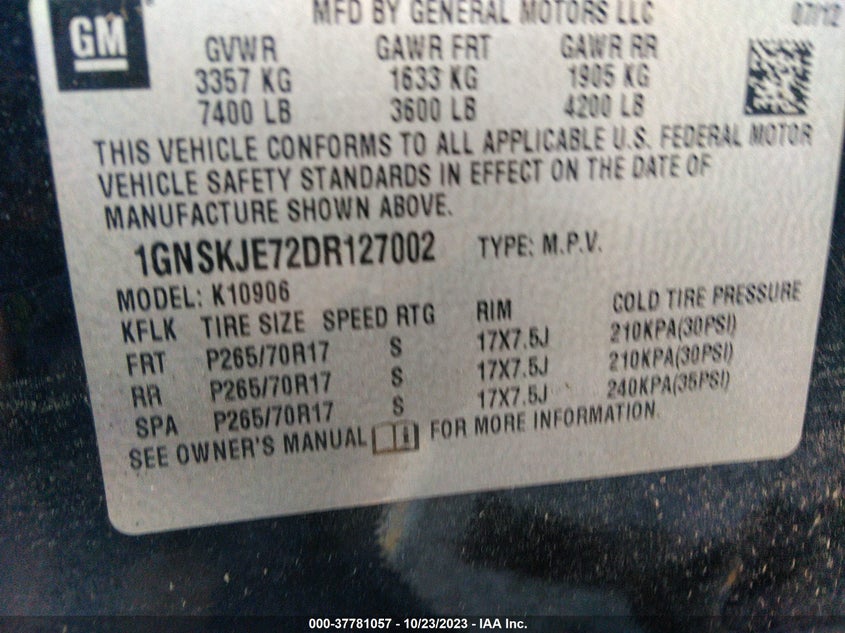 GM
MFD BY GENERAL MOTORS LLC 07/12
GVWR GAWR FRT GAWR RR
3357 KG 1633 KG 1905 KG
7400 LB 3600 LB 4200 LB
THIS VEHICLE CONFORMS TO ALL APPLICABLE U.S. FEDERAL MOTOR
VEHICLE SAFETY STANDARDS IN EFFECT ON THE DATE OF
MANUFACTURE SHOWN ABOVE.
1GNSKJE72DR127002 TYPE: M.P.V.
MODEL: K10906
KFLK TIRE SIZE SPEED RTG RIM COLD TIRE PRESSURE
FRT P265/70R17 S 17X7.5J 210KPA(30PSI)
RR P265/70R17 S 17X7.5J 210KPA(30PSI)
SPA P265/70R17 S 17X7.5J 240KPA(35PSI)
SEE OWNER'S MANUAL FOR MORE INFORMATION.
000-37781057 - 10/23/2023 - IAA Inc.